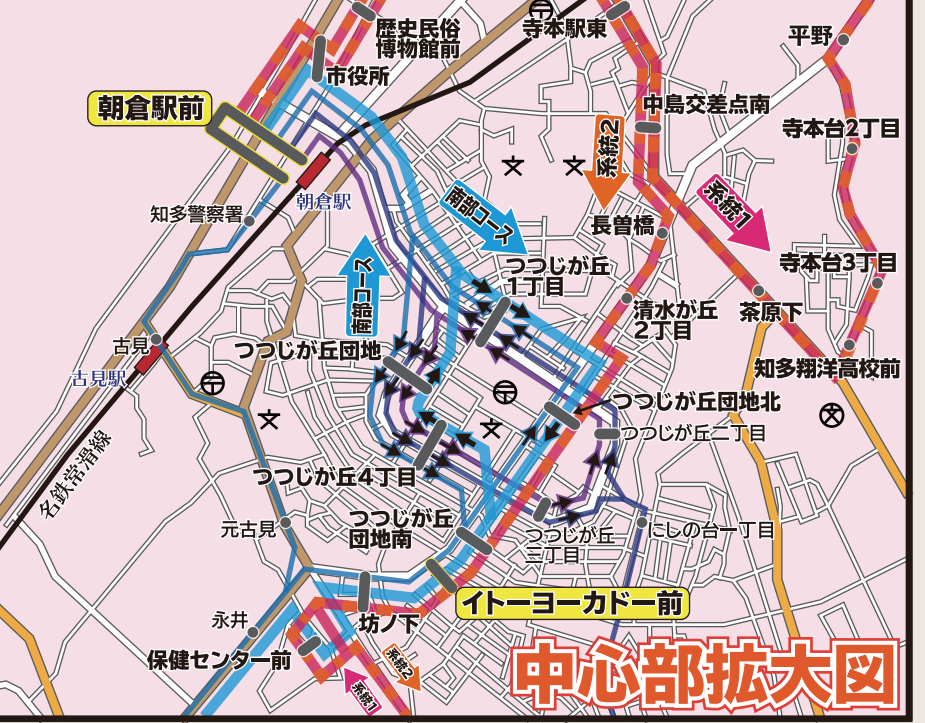 歴史民俗
博物館前
寺本駅東
平野
市役所
朝倉駅前
中島交差点南
寺本台2丁目
系統2
朝倉駅
知多警察署
南部コース
系統1
長曽橋
つつじが丘
1丁目
寺本台3丁目
南部コース
清水が丘
2丁目
茶原下
古見
つつじが丘団地
古見駅
知多翔洋高校前
つつじが丘団地北
つつじが丘二丁目
名鉄常滑線
つつじが丘4丁目
元古見
つつじが丘
団地南
つつじが丘
三丁目
にしの台一丁目
イトーヨーカドー前
永井
坊ノ下
保健センター前
系統2
系統1
中心部拡大図